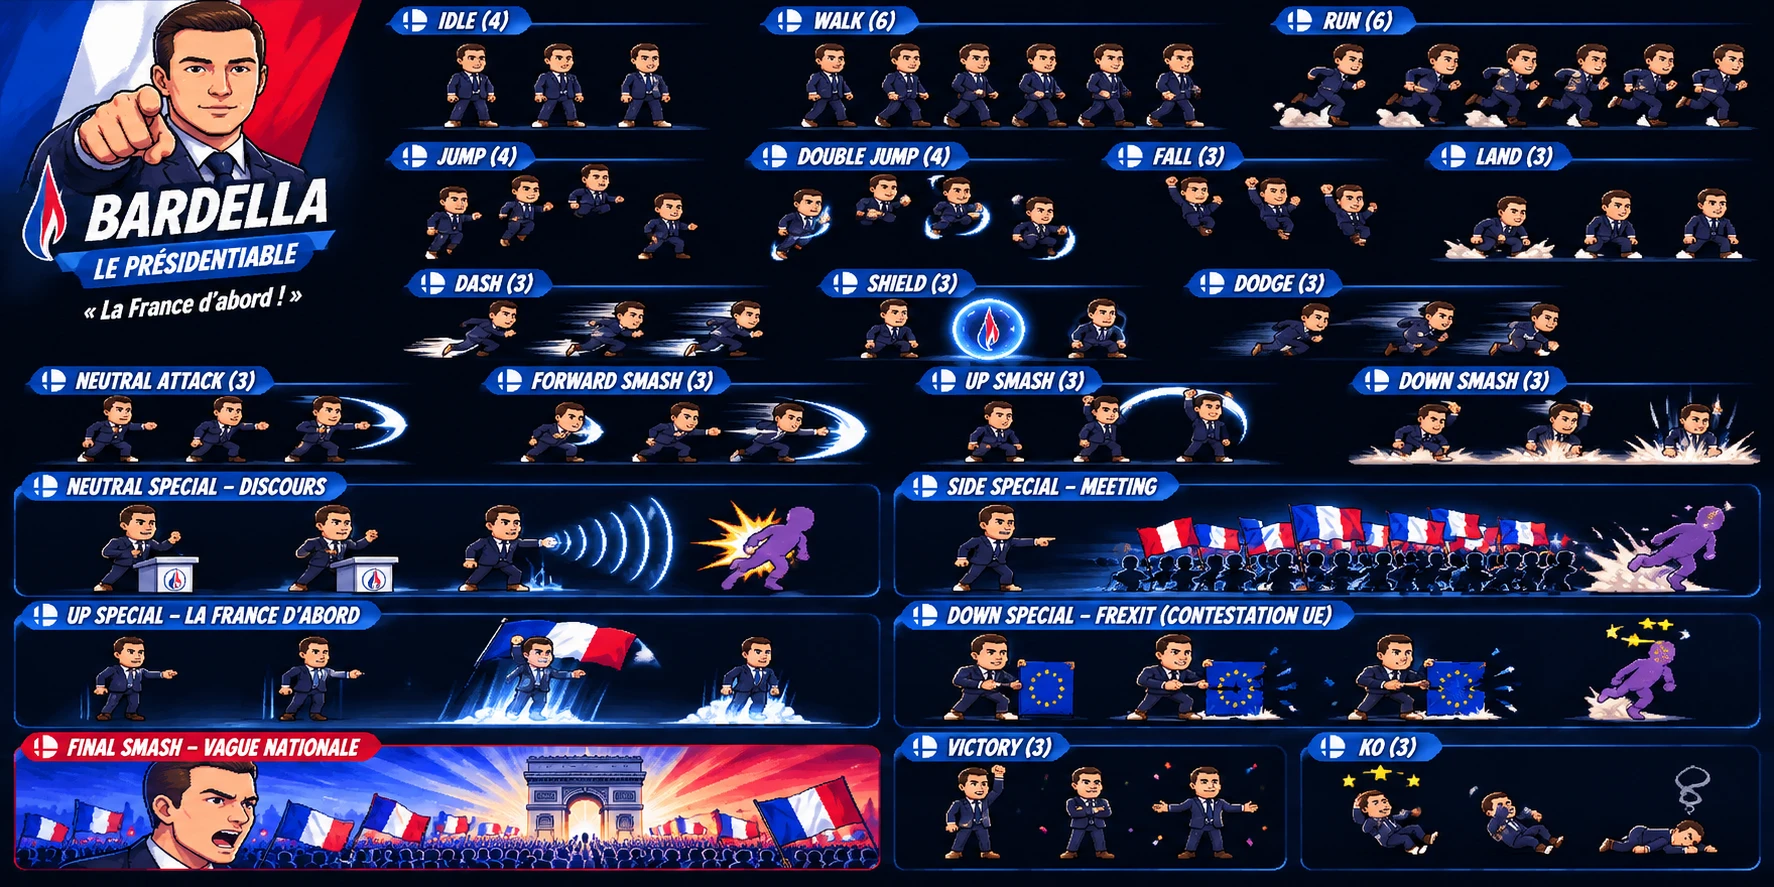 IDLE (4)
WALK (6)
RUN (6)
BARDELLA
LE PRÉSIDENTIABLE
« La France d'abord ! »
JUMP (4)
DOUBLE JUMP (4)
FALL (3)
LAND (3)
DASH (3)
SHIELD (3)
DODGE (3)
NEUTRAL ATTACK (3)
FORWARD SMASH (3)
UP SMASH (3)
DOWN SMASH (3)
NEUTRAL SPECIAL – DISCOURS
SIDE SPECIAL – MEETING
UP SPECIAL – LA FRANCE D'ABORD
DOWN SPECIAL – FREXIT (CONTESTATION UE)
FINAL SMASH – VAGUE NATIONALE
VICTORY (3)
KO (3)